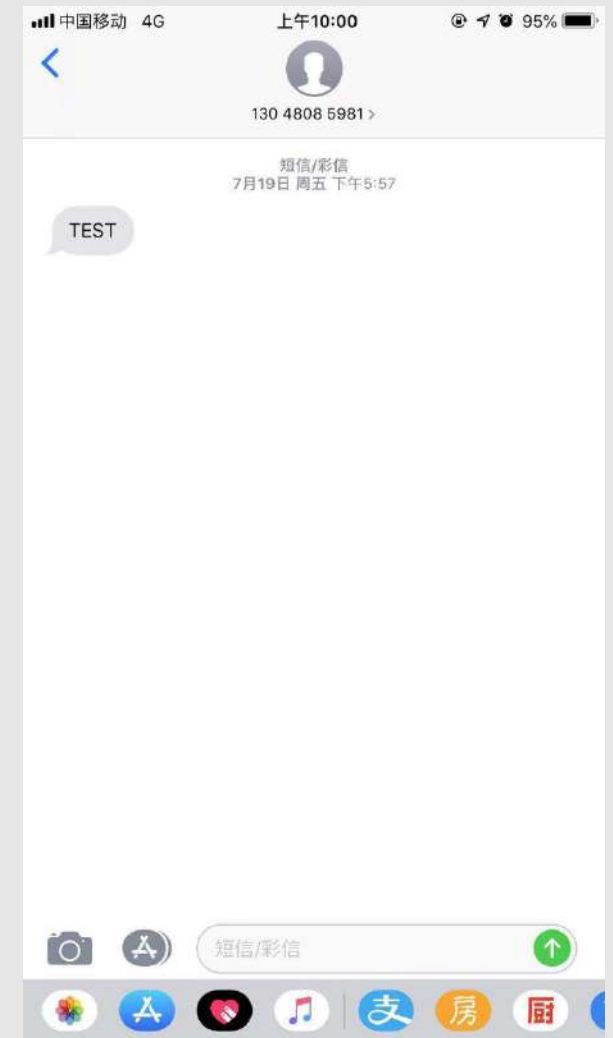 中国移动 4G 上午10:00 95%
130 4808 5981 >
短信/彩信
7月19日 周五 下午5:57
TEST
短信/彩信
支 房 厨